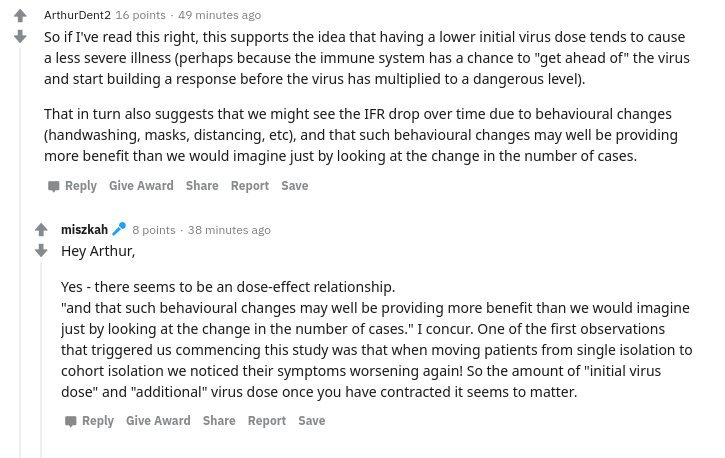 ArthurDent2 16 points · 49 minutes ago
So if I've read this right, this supports the idea that having a lower initial virus dose tends to cause
a less severe illness (perhaps because the immune system has a chance to "get ahead of" the virus
and start building a response before the virus has multiplied to a dangerous level).
That in turn also suggests that we might see the IFR drop over time due to behavioural changes
(handwashing, masks, distancing, etc), and that such behavioural changes may well be providing
more benefit than we would imagine just by looking at the change in the number of cases.
Reply Give Award Share Report Save
miszkah 8 points · 38 minutes ago
Hey Arthur,
Yes - there seems to be an dose-effect relationship.
"and that such behavioural changes may well be providing more benefit than we would imagine
just by looking at the change in the number of cases." I concur. One of the first observations
that triggered us commencing this study was that when moving patients from single isolation to
cohort isolation we noticed their symptoms worsening again! So the amount of "initial virus
dose" and "additional" virus dose once you have contracted it seems to matter.
Reply Give Award Share Report Save